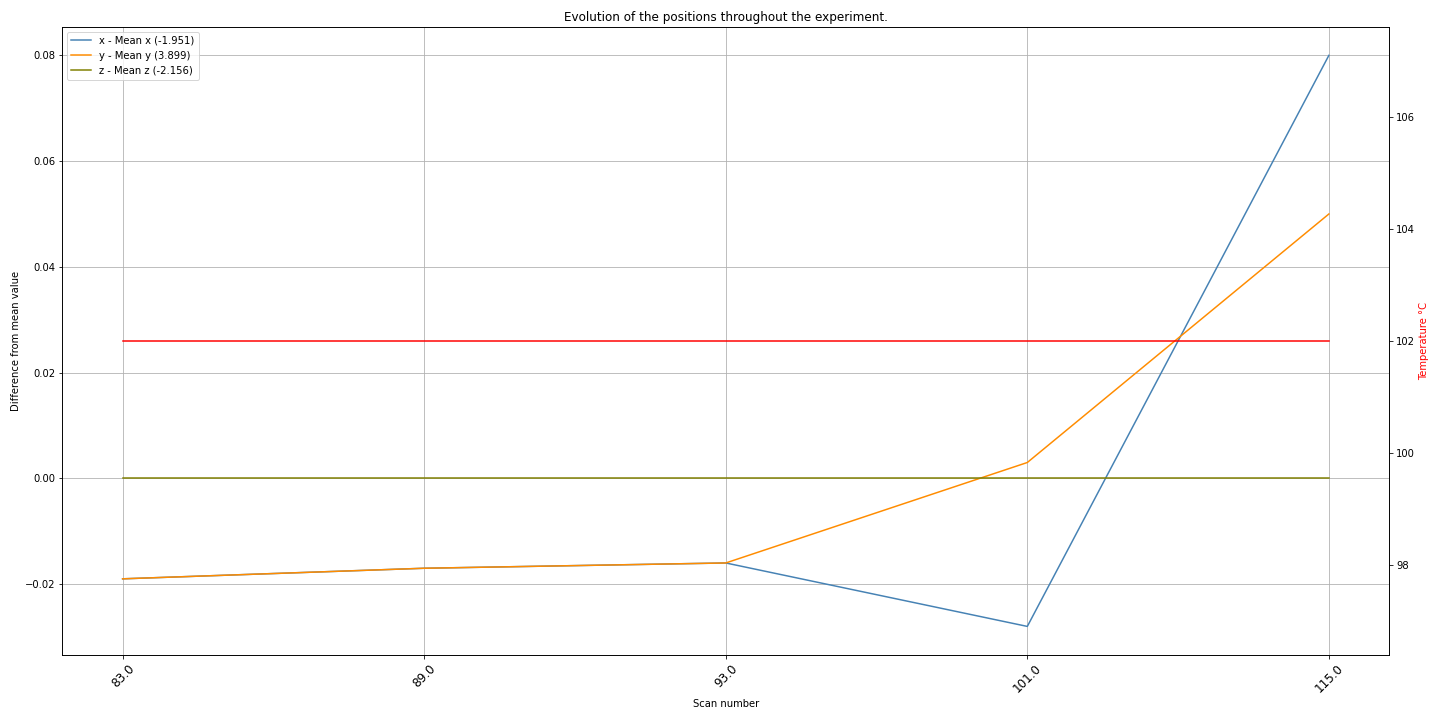 Evolution of the positions throughout the experiment.
x - Mean x (-1.951)
y - Mean y (3.899)
z - Mean z (-2.156)
0.08
0.06
0.04
0.02
0.00
−0.02
Difference from mean value
106
104
102
100
98
Temperature °C
83.0
89.0
93.0
101.0
115.0
Scan number